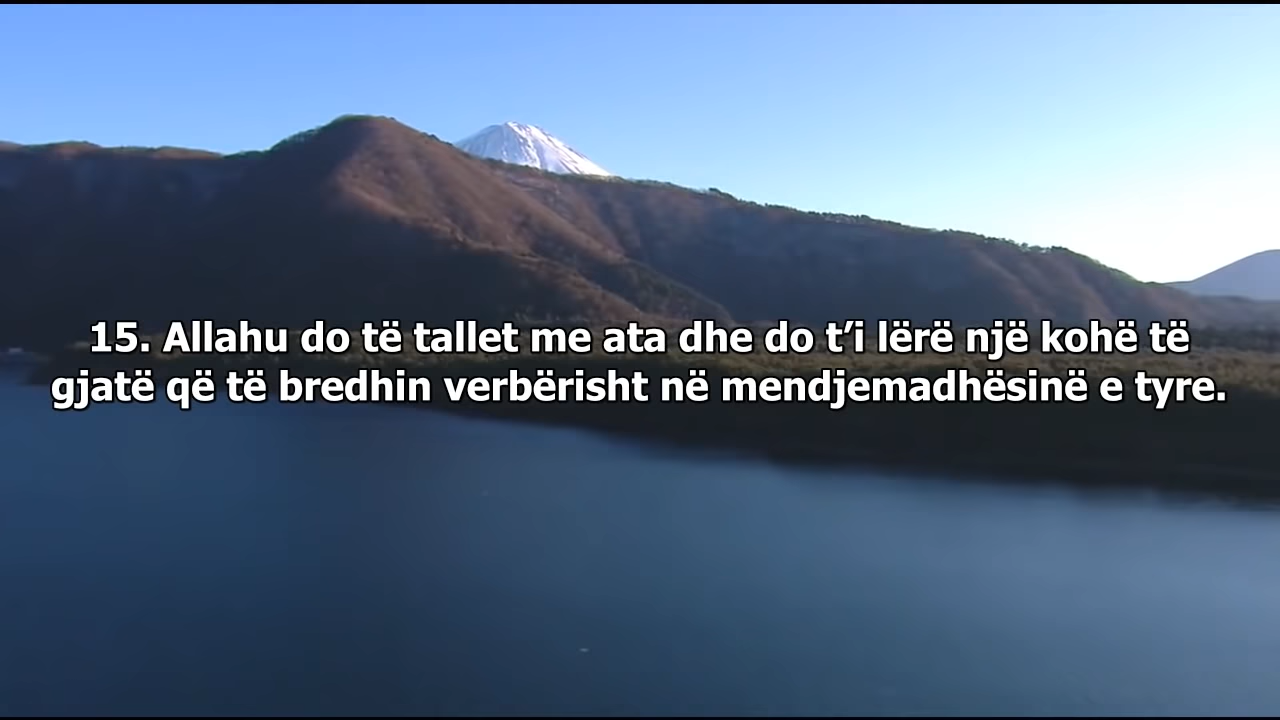 15. Allahu do të tallet me ata dhe do t’i lërë një kohë të
gjatë që të bredhin verbërisht në mendjemadhësinë e tyre.